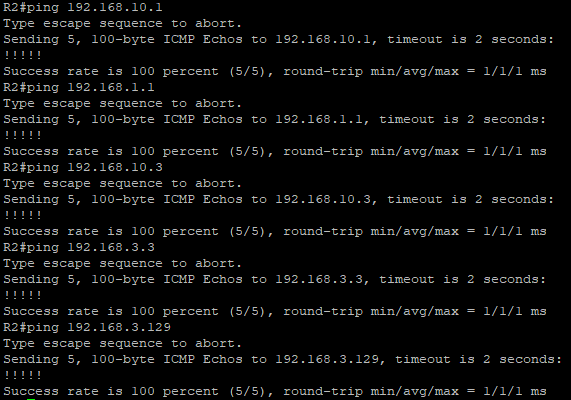 R2#ping 192.168.10.1
Type escape sequence to abort.
Sending 5, 100-byte ICMP Echos to 192.168.10.1, timeout is 2 seconds:
!!!!!
Success rate is 100 percent (5/5), round-trip min/avg/max = 1/1/1 ms
R2#ping 192.168.1.1
Type escape sequence to abort.
Sending 5, 100-byte ICMP Echos to 192.168.1.1, timeout is 2 seconds:
!!!!!
Success rate is 100 percent (5/5), round-trip min/avg/max = 1/1/1 ms
R2#ping 192.168.10.3
Type escape sequence to abort.
Sending 5, 100-byte ICMP Echos to 192.168.10.3, timeout is 2 seconds:
!!!!!
Success rate is 100 percent (5/5), round-trip min/avg/max = 1/1/1 ms
R2#ping 192.168.3.3
Type escape sequence to abort.
Sending 5, 100-byte ICMP Echos to 192.168.3.3, timeout is 2 seconds:
!!!!!
Success rate is 100 percent (5/5), round-trip min/avg/max = 1/1/1 ms
R2#ping 192.168.3.129
Type escape sequence to abort.
Sending 5, 100-byte ICMP Echos to 192.168.3.129, timeout is 2 seconds:
!!!!!
Success rate is 100 percent (5/5), round-trip min/avg/max = 1/1/1 ms